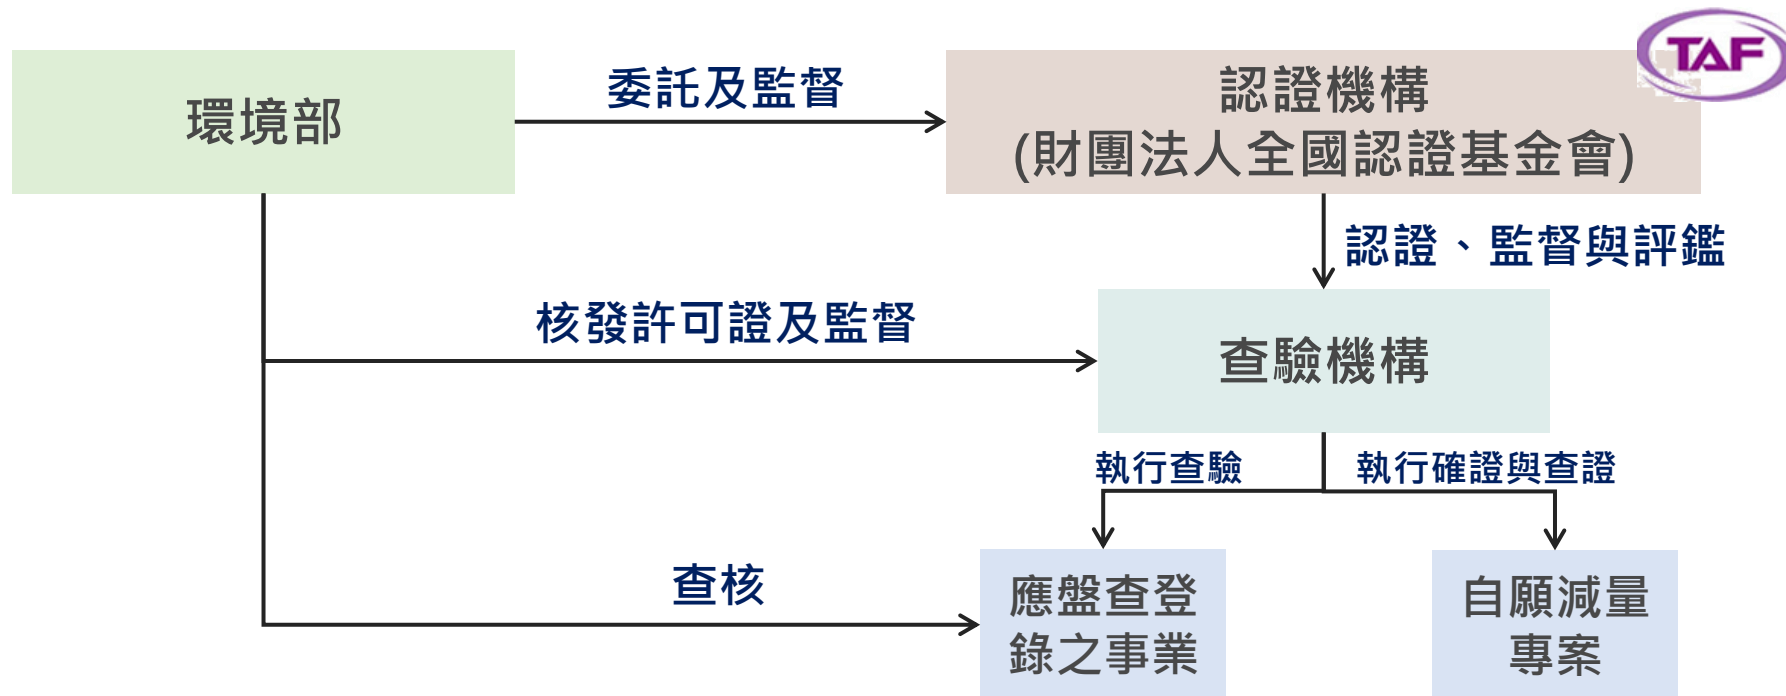 TAF
環境部
委託及監督
認證機構
(財團法人全國認證基金會)
認證、監督與評鑑
核發許可證及監督
查驗機構
執行查驗
執行確證與查證
查核
應盤查登
錄之事業
自願減量
專案